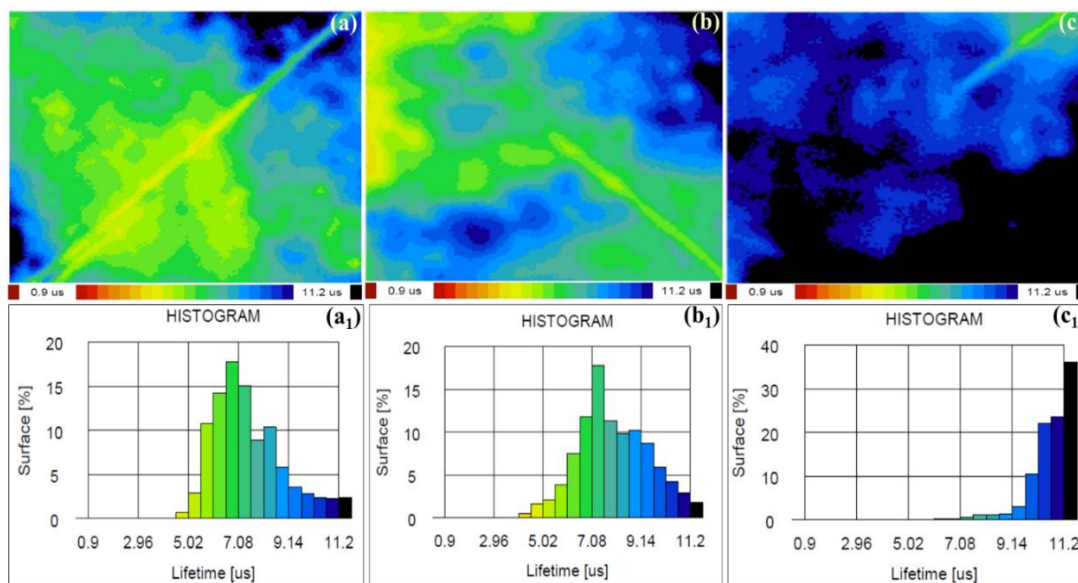 (a)
(b)
(c
0.9 us 11.2 us
0.9 us 11.2 us
0.9 us 11.2 us
HISTOGRAM (a1)
Surface [%]
20
15
10
5
0
0.9 2.96 5.02 7.08 9.14 11.2
Lifetime [us]
HISTOGRAM (b1)
Surface [%]
20
15
10
5
0
0.9 2.96 5.02 7.08 9.14 11.2
Lifetime [us]
HISTOGRAM (c1
Surface [%]
40
30
20
10
0
0.9 2.96 5.02 7.08 9.14 11.2
Lifetime [us]